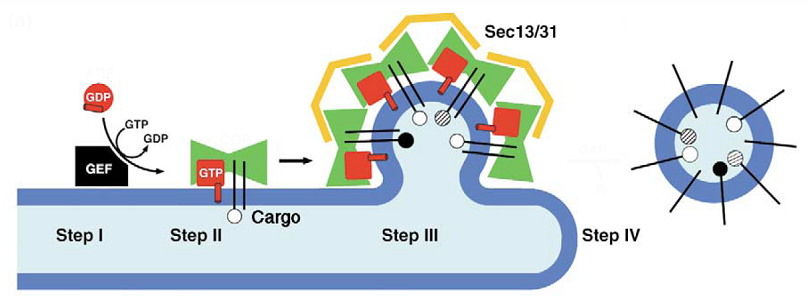 Sec13/31
GDP
GTP
GDP
GEF
GTP
Cargo
Step I
Step II
Step III
Step IV